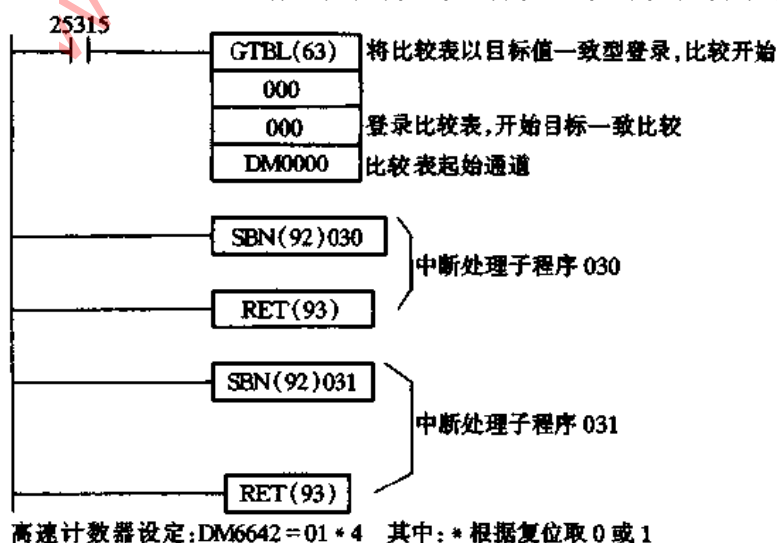 25315
GTBL(63) 将比较表以目标值一致型登录,比较开始
000
000 登录比较表,开始目标一致比较
DM0000 比较表起始通道
SBN(92)030
中断处理子程序 030
RET(93)
SBN(92)031
中断处理子程序 031
RET(93)
高速计数器设定:DM6642=01*4 其中:*根据复位取 0 或 1